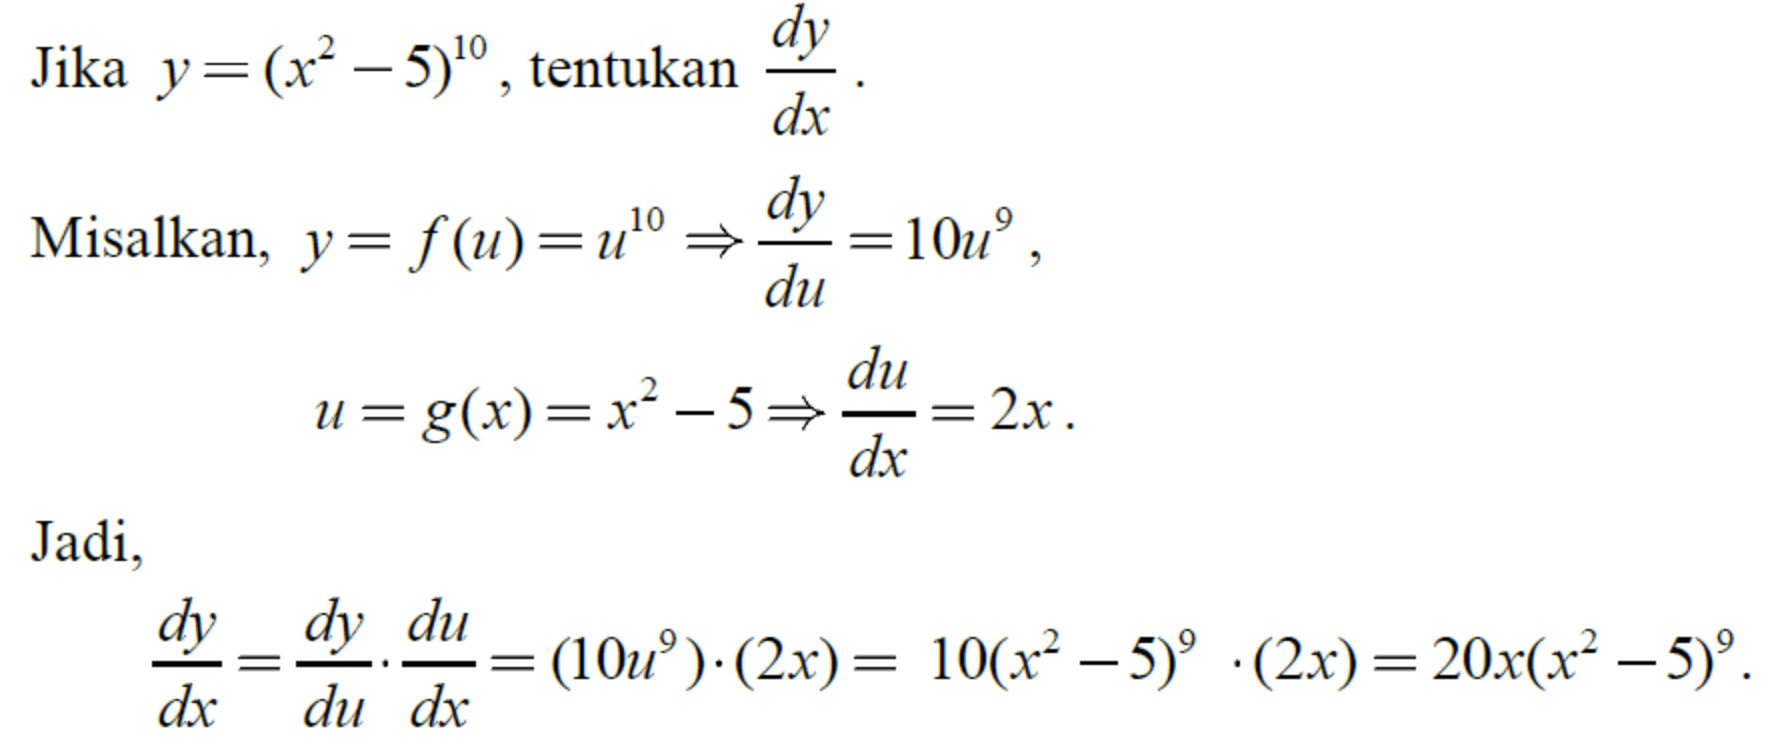 Jika y = (x² − 5)¹⁰, tentukan dy/dx .
Misalkan, y = f(u) = u¹⁰ ⇒ dy/du = 10u⁹ ,
u = g(x) = x² − 5 ⇒ du/dx = 2x .
Jadi,
dy/dx = dy/du · du/dx = (10u⁹) · (2x) = 10(x² − 5)⁹ · (2x) = 20x(x² − 5)⁹ .